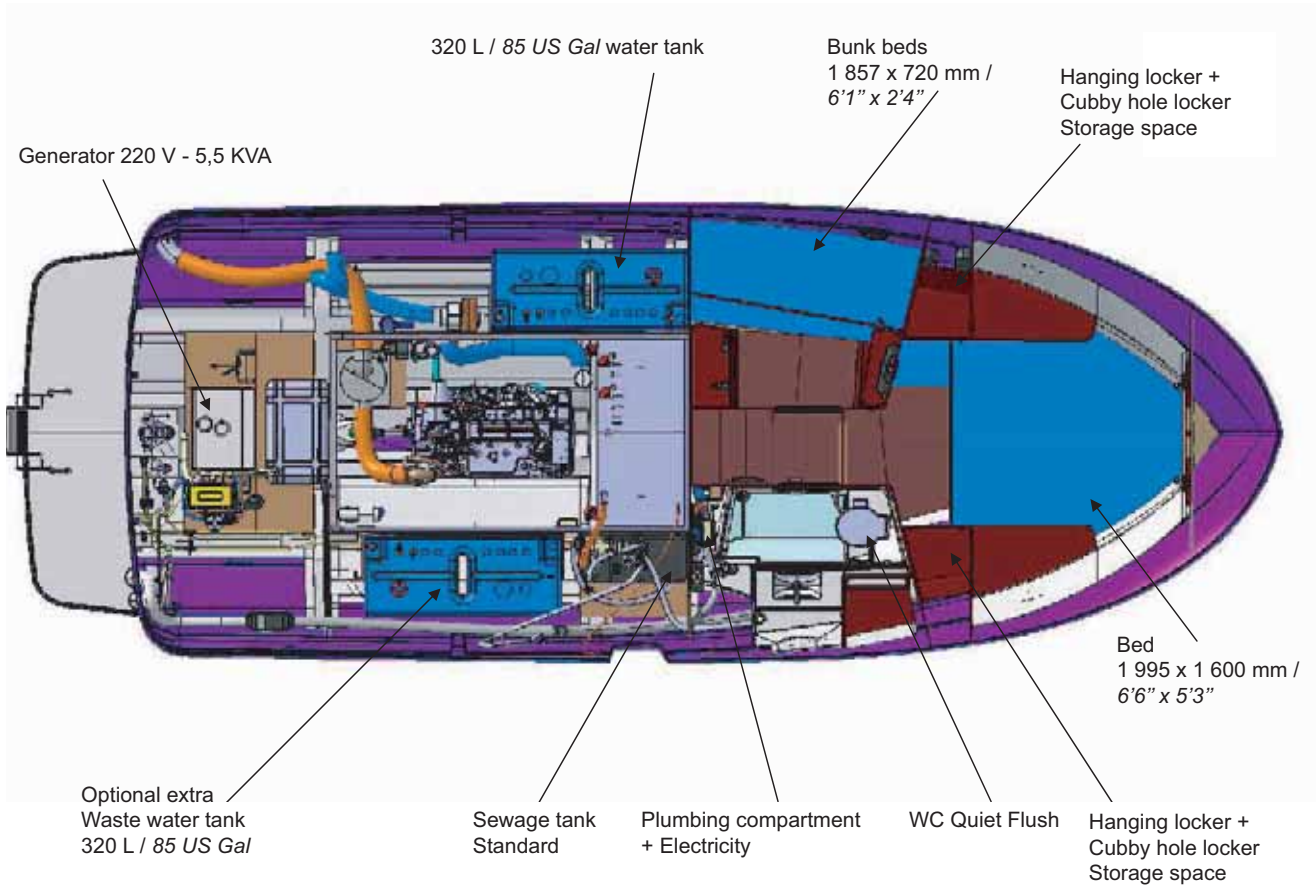 320 L / 85 US Gal water tank
Bunk beds
1 857 x 720 mm /
6’1’’ x 2’4’’
Hanging locker +
Cubby hole locker
Storage space
Generator 220 V - 5,5 KVA
Bed
1 995 x 1 600 mm /
6’6’’ x 5’3’’
Optional extra
Waste water tank
320 L / 85 US Gal
Sewage tank
Standard
Plumbing compartment
+ Electricity
WC Quiet Flush
Hanging locker +
Cubby hole locker
Storage space